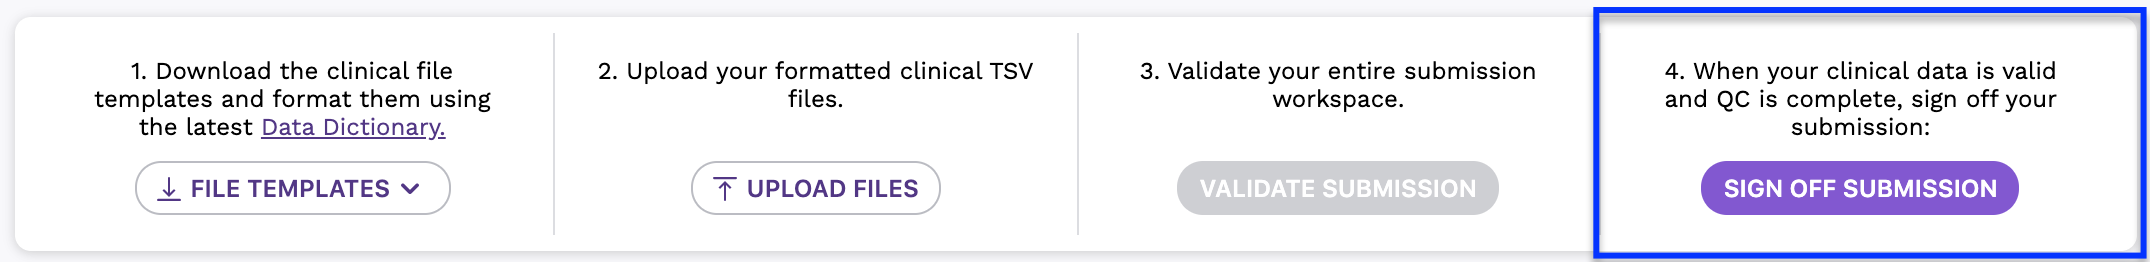 1. Download the clinical file
templates and format them using
the latest Data Dictionary.
FILE TEMPLATES
2. Upload your formatted clinical TSV
files.
UPLOAD FILES
3. Validate your entire submission
workspace.
VALIDATE SUBMISSION
4. When your clinical data is valid
and QC is complete, sign off your
submission:
SIGN OFF SUBMISSION